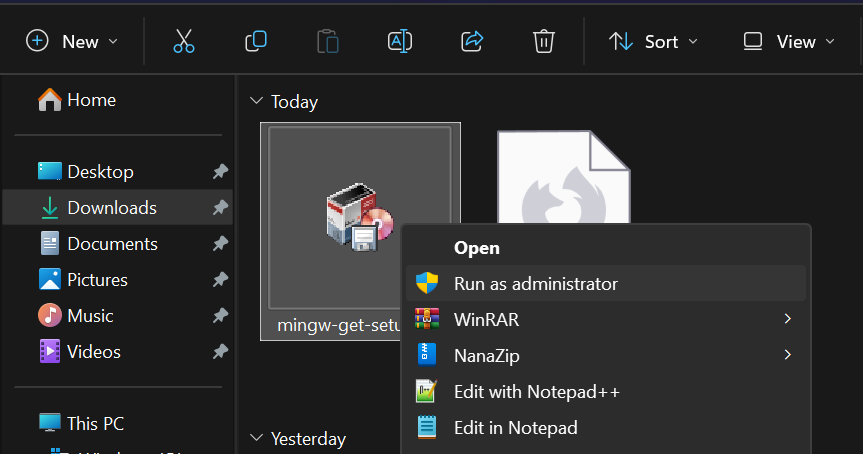 New
Sort
View
Home
Desktop
Downloads
Documents
Pictures
Music
Videos
This PC
Today
mingw-get-setu
Yesterday
Open
Run as administrator
WinRAR
NanaZip
Edit with Notepad++
Edit in Notepad